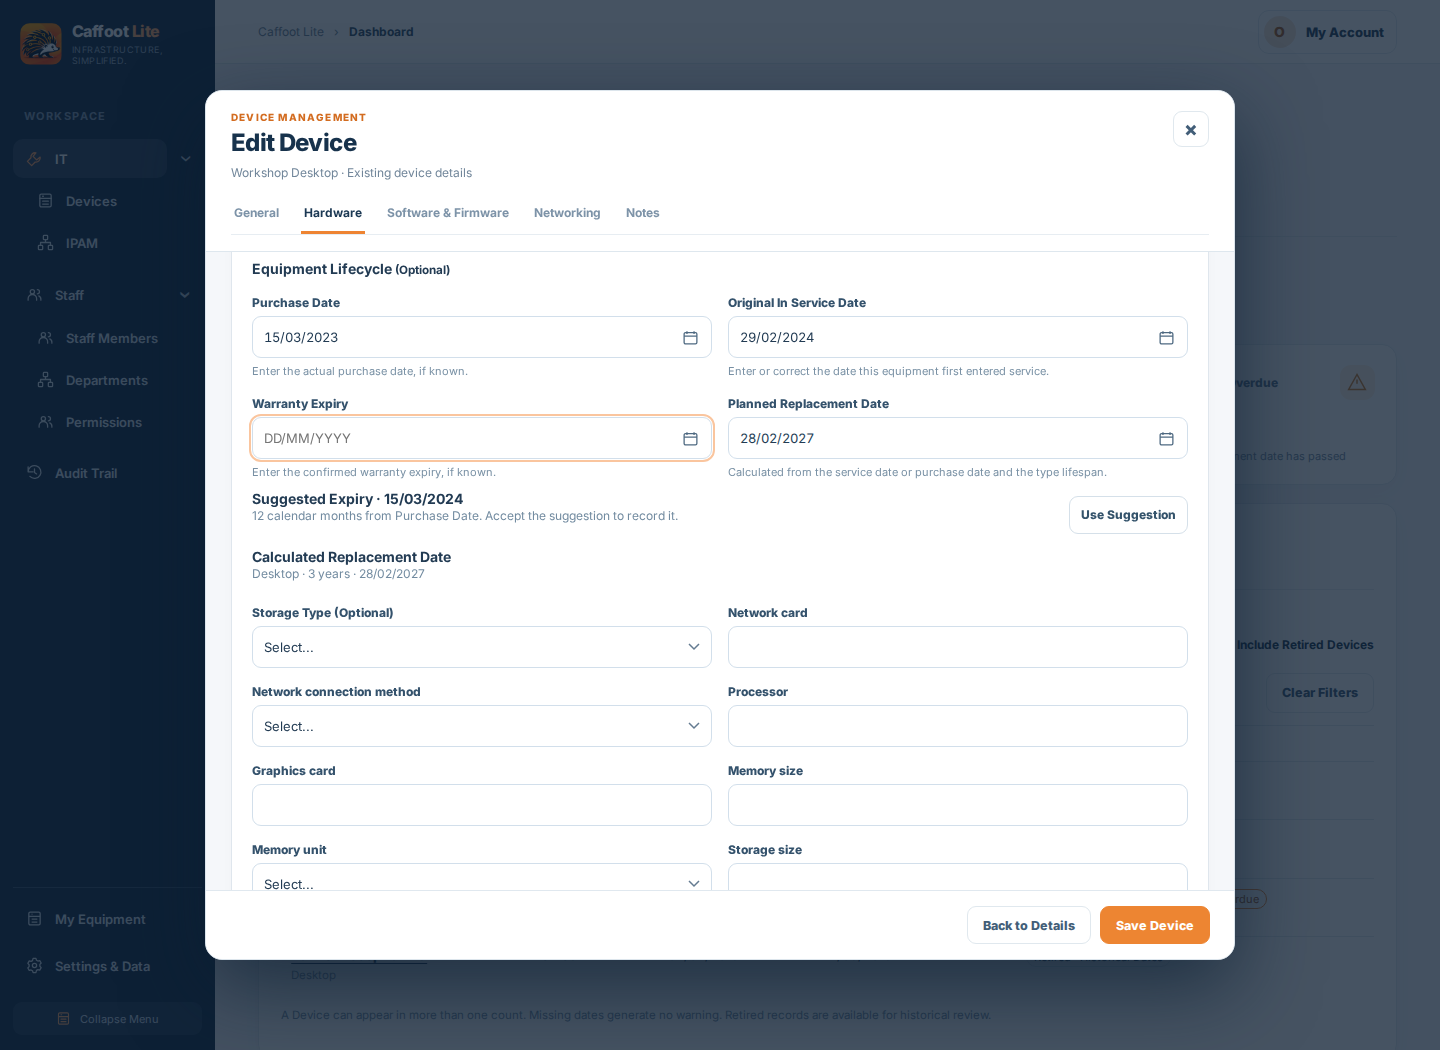 Caffoot Lite
INFRASTRUCTURE,
SIMPLIFIED.
Caffoot Lite › Dashboard
O My Account
WORKSPACE
IT
Devices
IPAM
Staff
Staff Members
Departments
Permissions
Audit Trail
My Equipment
Settings & Data
Collapse Menu
DEVICE MANAGEMENT
Edit Device
Workshop Desktop · Existing device details
General Hardware Software & Firmware Networking Notes
Equipment Lifecycle (Optional)
Purchase Date
15/03/2023
Enter the actual purchase date, if known.
Original In Service Date
29/02/2024
Enter or correct the date this equipment first entered service.
Warranty Expiry
DD/MM/YYYY
Enter the confirmed warranty expiry, if known.
Planned Replacement Date
28/02/2027
Calculated from the service date or purchase date and the type lifespan.
Suggested Expiry · 15/03/2024
12 calendar months from Purchase Date. Accept the suggestion to record it.
Use Suggestion
Calculated Replacement Date
Desktop · 3 years · 28/02/2027
Storage Type (Optional)
Select...
Network card
Network connection method
Select...
Processor
Graphics card
Memory size
Memory unit
Select...
Storage size
Back to Details
Save Device
date has passed
Include Retired Devices
Clear Filters
Desktop
A Device can appear in more than one count. Missing dates generate no warning. Retired records are available for historical review.